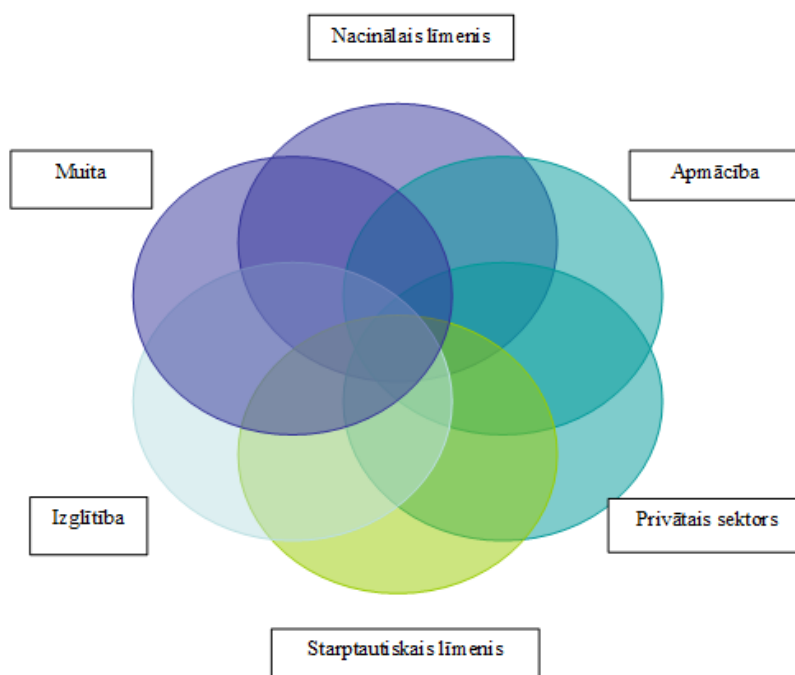 Nacinālais līmenis
Muita
Apmācība
Izglītība
Privātais sektors
Starptautiskais līmenis